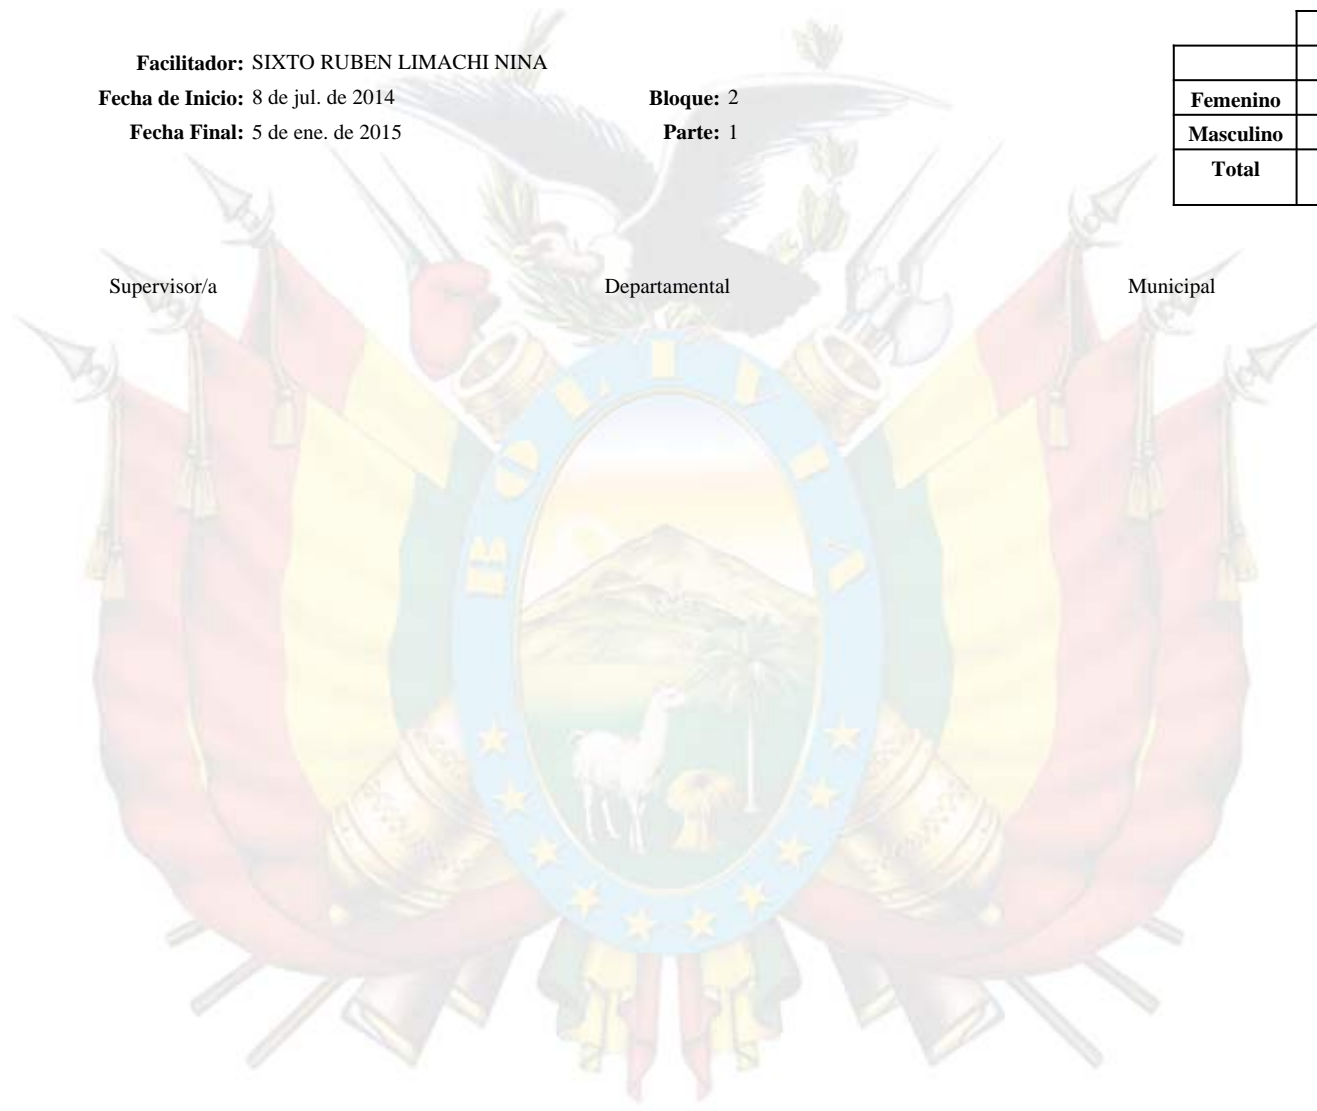 Facilitador: SIXTO RUBEN LIMACHI NINA
Fecha de Inicio: 8 de jul. de 2014 Bloque: 2
Fecha Final: 5 de ene. de 2015 Parte: 1
Femenino
Masculino
Total
Supervisor/a Departamental Municipal
BOLIVIA